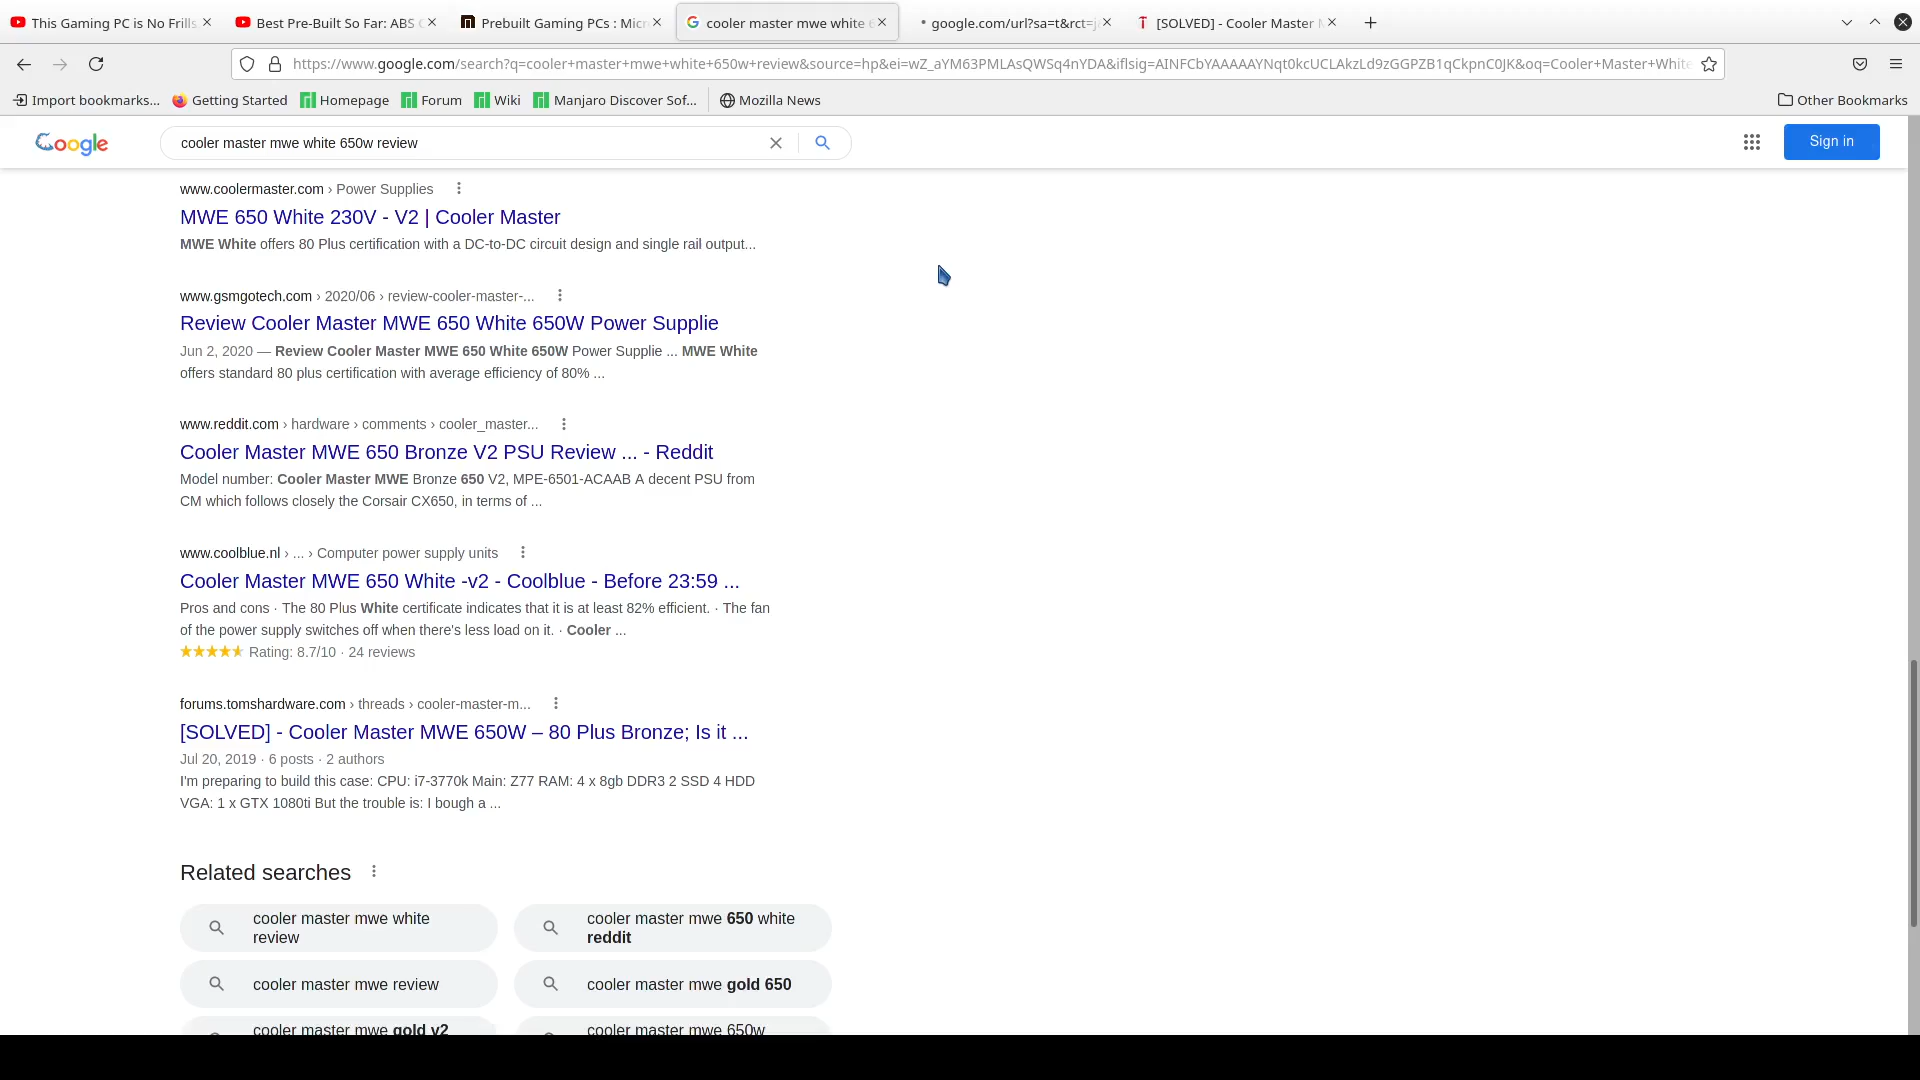 This Gaming PC is No Frills
Best Pre-Built So Far: ABS
Prebuilt Gaming PCs : Micr
cooler master mwe white 6
google.com/url?sa=t&rct=j
[SOLVED] - Cooler Master M
https://www.google.com/search?q=cooler+master+mwe+white+650w+review&source=hp&ei=wZ_aYM63PMLAsQWSq4nYDA&iflsig=AINFCbYAAAAAYNqt0kcUCLAkzLd9zGGPZB1qCkpnC0JK&oq=Cooler+Master+White
Import bookmarks...
Getting Started
Homepage
Forum
Wiki
Manjaro Discover Sof...
Mozilla News
Other Bookmarks
Google
cooler master mwe white 650w review
Sign in
www.coolermaster.com › Power Supplies
MWE 650 White 230V - V2 | Cooler Master
MWE White offers 80 Plus certification with a DC-to-DC circuit design and single rail output...
www.gsmgotech.com › 2020/06 › review-cooler-master-...
Review Cooler Master MWE 650 White 650W Power Supplie
Jun 2, 2020 — Review Cooler Master MWE 650 White 650W Power Supplie ... MWE White
offers standard 80 plus certification with average efficiency of 80% ...
www.reddit.com › hardware › comments › cooler_master...
Cooler Master MWE 650 Bronze V2 PSU Review ... - Reddit
Model number: Cooler Master MWE Bronze 650 V2, MPE-6501-ACAAB A decent PSU from
CM which follows closely the Corsair CX650, in terms of ...
www.coolblue.nl › ... › Computer power supply units
Cooler Master MWE 650 White -v2 - Coolblue - Before 23:59 ...
Pros and cons · The 80 Plus White certificate indicates that it is at least 82% efficient. · The fan
of the power supply switches off when there's less load on it. · Cooler ...
Rating: 8.7/10 · 24 reviews
forums.tomshardware.com › threads › cooler-master-m...
[SOLVED] - Cooler Master MWE 650W – 80 Plus Bronze; Is it ...
Jul 20, 2019 · 6 posts · 2 authors
I'm preparing to build this case: CPU: i7-3770k Main: Z77 RAM: 4 x 8gb DDR3 2 SSD 4 HDD
VGA: 1 x GTX 1080ti But the trouble is: I bough a ...
Related searches
cooler master mwe white
review
cooler master mwe 650 white
reddit
cooler master mwe review
cooler master mwe gold 650
cooler master mwe gold v2
cooler master mwe 650w